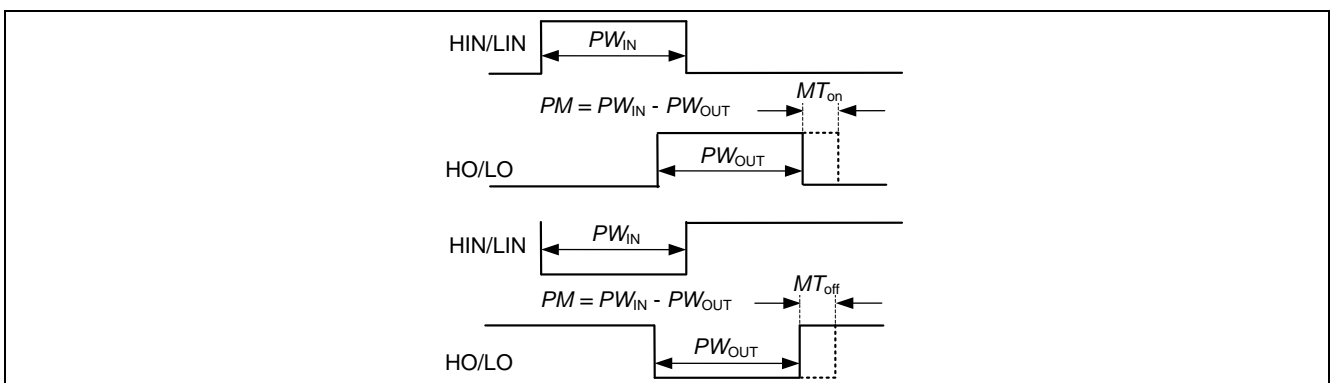 HIN/LIN
PW_IN
PM = PW_IN - PW_OUT
MT_on
HO/LO
PW_OUT
HIN/LIN
PW_IN
PM = PW_IN - PW_OUT
MT_off
HO/LO
PW_OUT